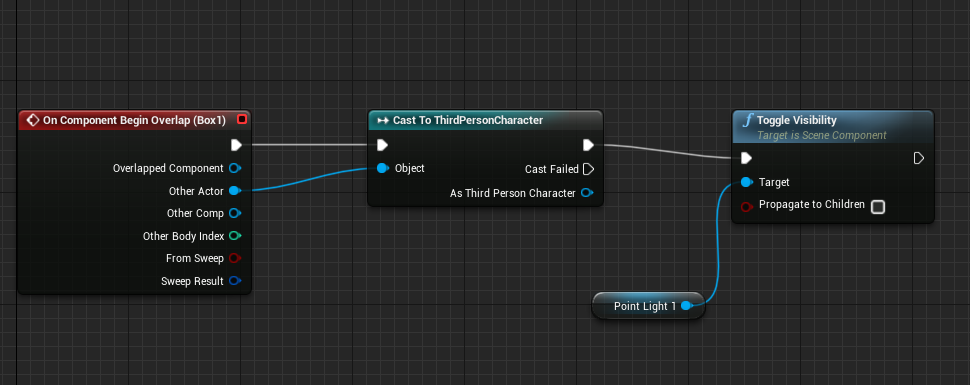 On Component Begin Overlap (Box1)
Overlapped Component
Other Actor
Other Comp
Other Body Index
From Sweep
Sweep Result
Cast To ThirdPersonCharacter
Object
Cast Failed
As Third Person Character
Toggle Visibility
Target is Scene Component
Target
Propagate to Children
Point Light 1